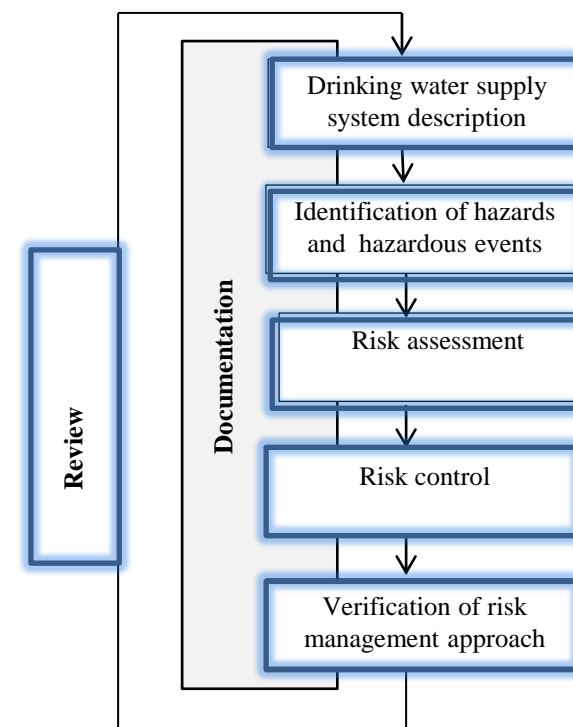 Drinking water supply
system description
Identification of hazards
and hazardous events
Risk assessment
Risk control
Verification of risk
management approach
Documentation
Review